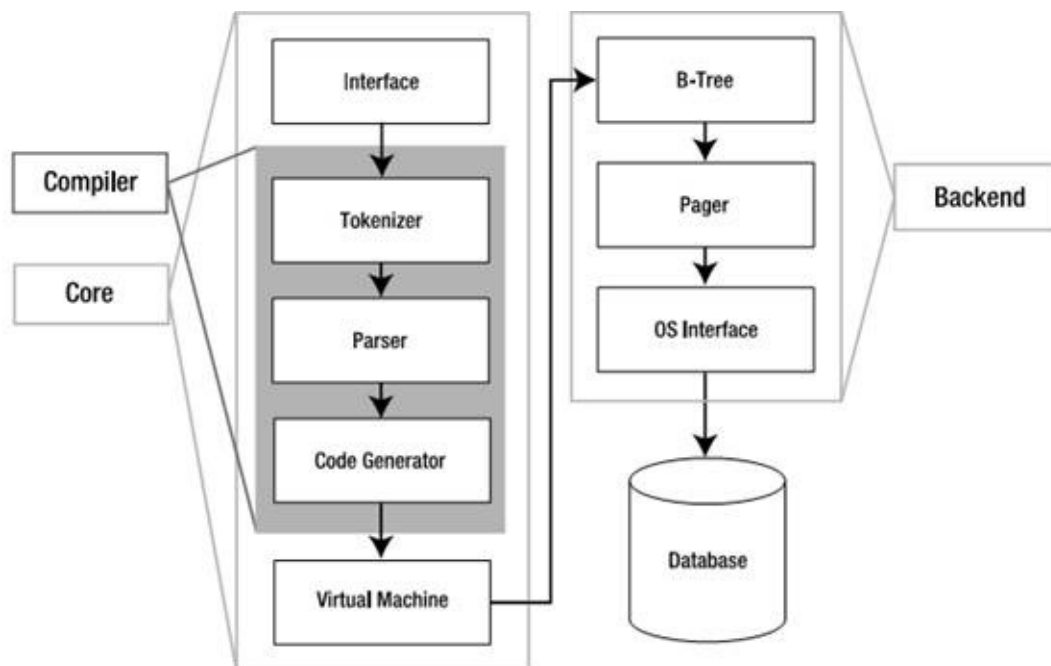 Interface
Compiler
Tokenizer
Core
Parser
Code Generator
Virtual Machine
B-Tree
Pager
Backend
OS Interface
Database